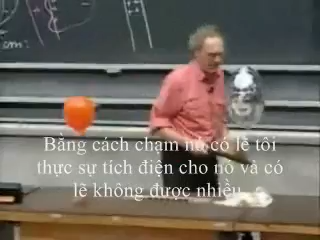 cm:
Bằng cách chạm nó có lẽ tôi
thực sự tích điện cho nó và có
lẽ không được nhiều